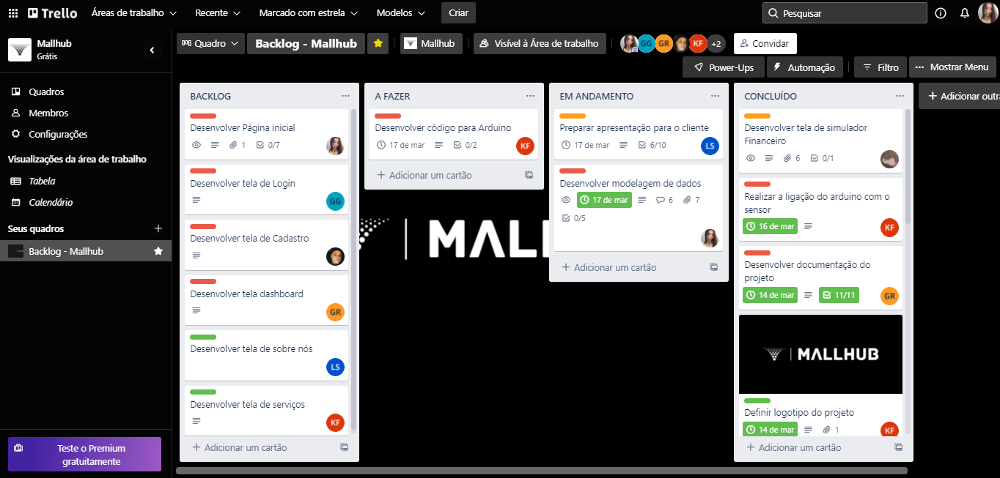 Trello
Áreas de trabalho
Recente
Marcado com estrela
Modelos
Criar
Pesquisar
Mallhub
Grátis
Quadro
Backlog - Mallhub
Mallhub
Visível à Área de trabalho
GG
GR
KF
+2
Convidar
Power-Ups
Automação
Filtro
Mostrar Menu
Quadros
Membros
Configurações
Visualizações da área de trabalho
Tabela
Calendário
Seus quadros
Backlog - Mallhub
Teste o Premium
gratuitamente
BACKLOG
Desenvolver Página inicial
1
0/7
Desenvolver tela de Login
GG
Desenvolver tela de Cadastro
Desenvolver tela dashboard
GR
Desenvolver tela de sobre nós
LS
Desenvolver tela de serviços
KF
Adicionar um cartão
A FAZER
Desenvolver código para Arduino
17 de mar
0/2
KF
Adicionar um cartão
EM ANDAMENTO
Preparar apresentação para o cliente
17 de mar
6/10
LS
Desenvolver modelagem de dados
17 de mar
6
7
0/5
Adicionar um cartão
CONCLUÍDO
Desenvolver tela de simulador
Financeiro
6
0/1
Realizar a ligação do arduino com o
sensor
16 de mar
KF
Desenvolver documentação do
projeto
14 de mar
11/11
GR
MALLHUB
Definir logotipo do projeto
14 de mar
1
KF
Adicionar um cartão
Adicionar outra